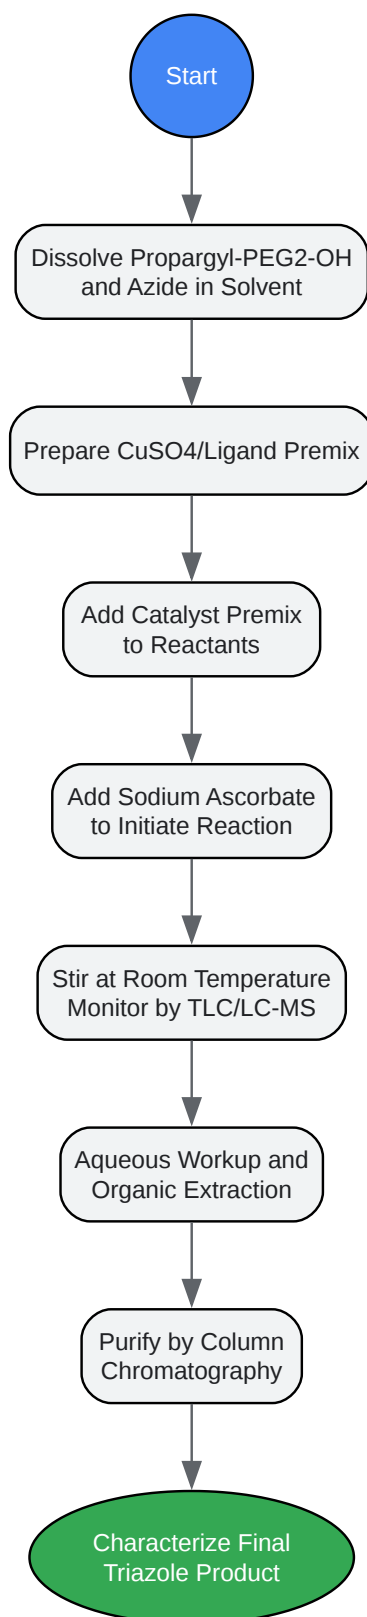 Start
Dissolve Propargyl-PEG2-OH
and Azide in Solvent
Prepare CuSO4/Ligand Premix
Add Catalyst Premix
to Reactants
Add Sodium Ascorbate
to Initiate Reaction
Stir at Room Temperature
Monitor by TLC/LC-MS
Aqueous Workup and
Organic Extraction
Purify by Column
Chromatography
Characterize Final
Triazole Product